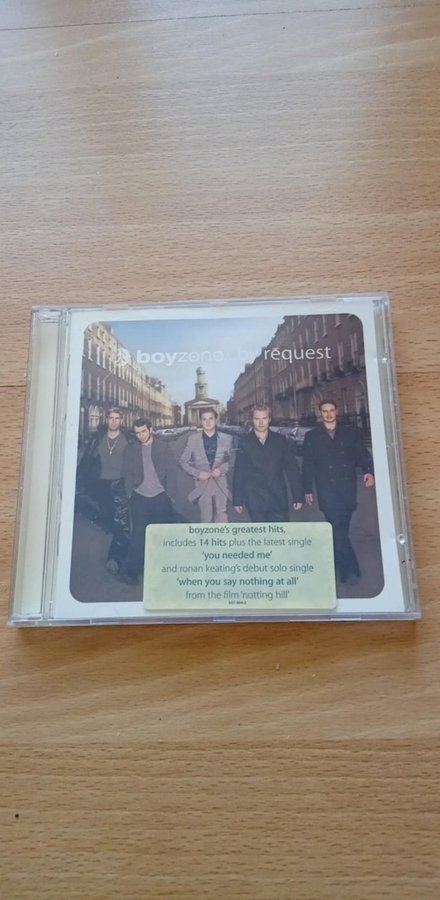 boyzone...by request
boyzone's greatest hits,
includes 14 hits plus the latest single
'you needed me'
and ronan keating's debut solo single
'when you say nothing at all'
from the film 'notting hill'